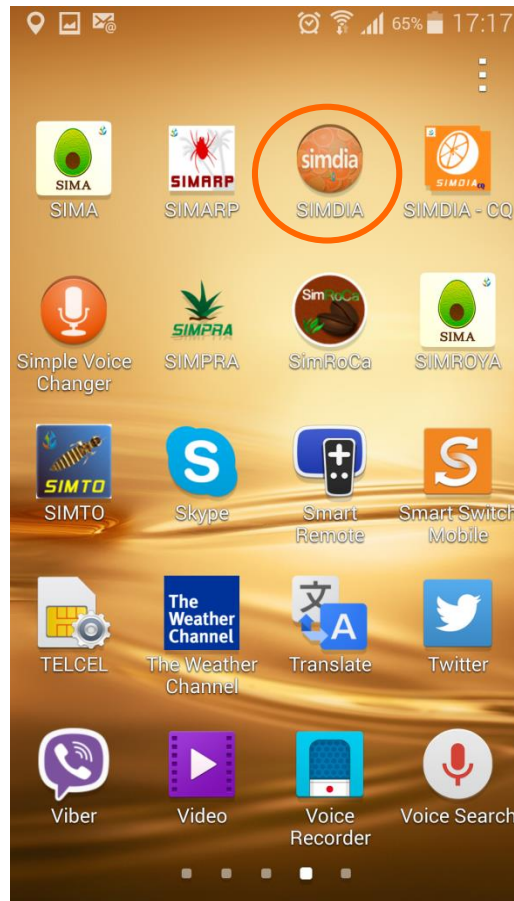 65% 17:17
SIMA
SIMARP
simdia
SIMDIA CQ
SIMA SIMARP SIMDIA SIMDIA - CQ
SIMPRA
SimRoCa
SIMA
Simple Voice Changer
SIMPRA SimRoCa SIMROYA
SIMTO
S
S
SIMTO Skype Smart Remote
Smart Switch Mobile
The
Weather
Channel
文 A
TELCEL The Weather Channel
Translate Twitter
Viber Video Voice Recorder
Voice Search